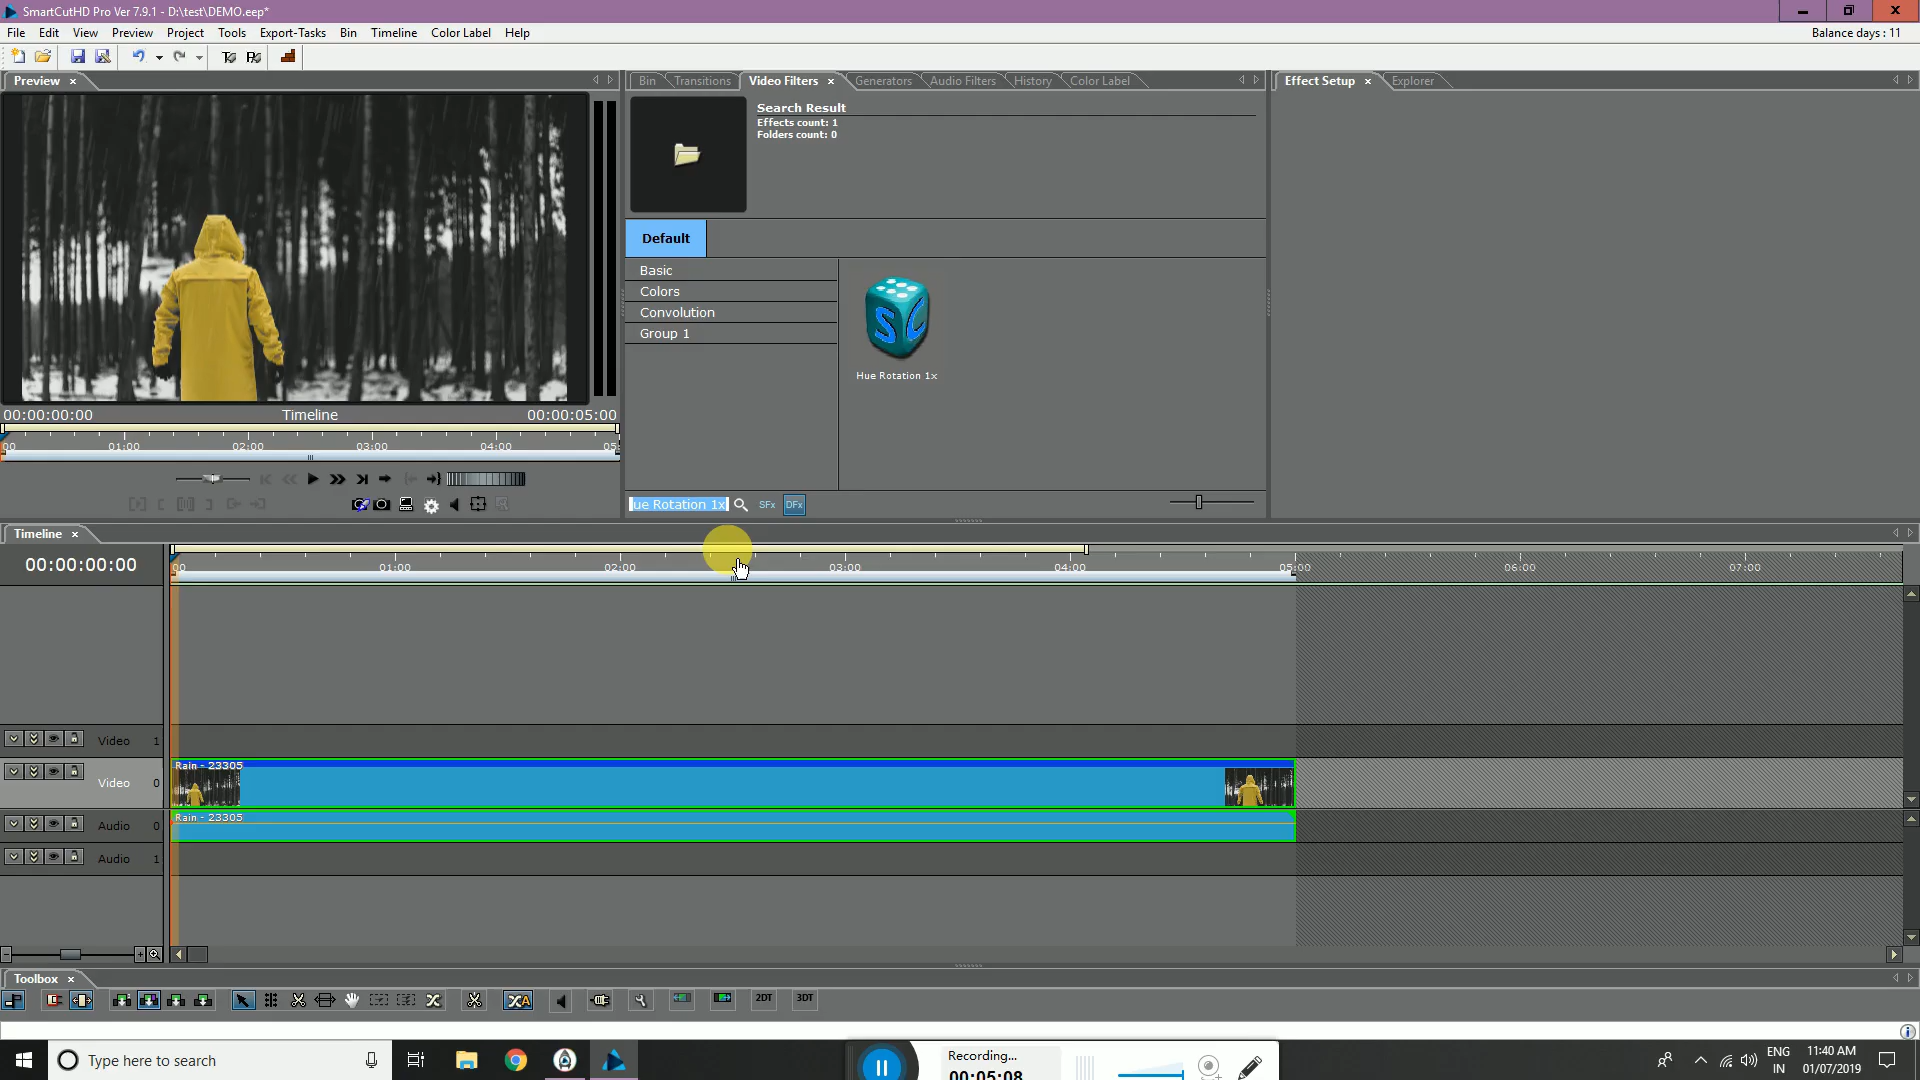 SmartCutHD Pro Ver 7.9.1 - D:\test\DEMO.eep*
File Edit View Preview Project Tools Export-Tasks Bin Timeline Color Label Help
Balance days : 11
Preview
Bin Transitions Video Filters Generators Audio Filters History Color Label
Effect Setup Explorer
Search Result
Effects count: 1
Folders count: 0
Default
Basic
Colors
Convolution
Group 1
Hue Rotation 1x
00:00:00:00 Timeline 00:00:05:00
00 01:00 02:00 03:00 04:00 05:
ue Rotation 1x SFx DFx
Timeline
00:00:00:00
00 01:00 02:00 03:00 04:00 05:00 06:00 07:00
Video 1
Rain - 23305
Video 0
Rain - 23305
Audio 0
Audio 1
Toolbox
XA 2DT 3DT
Type here to search
Recording...
00:05:08
ENG
IN
11:40 AM
01/07/2019